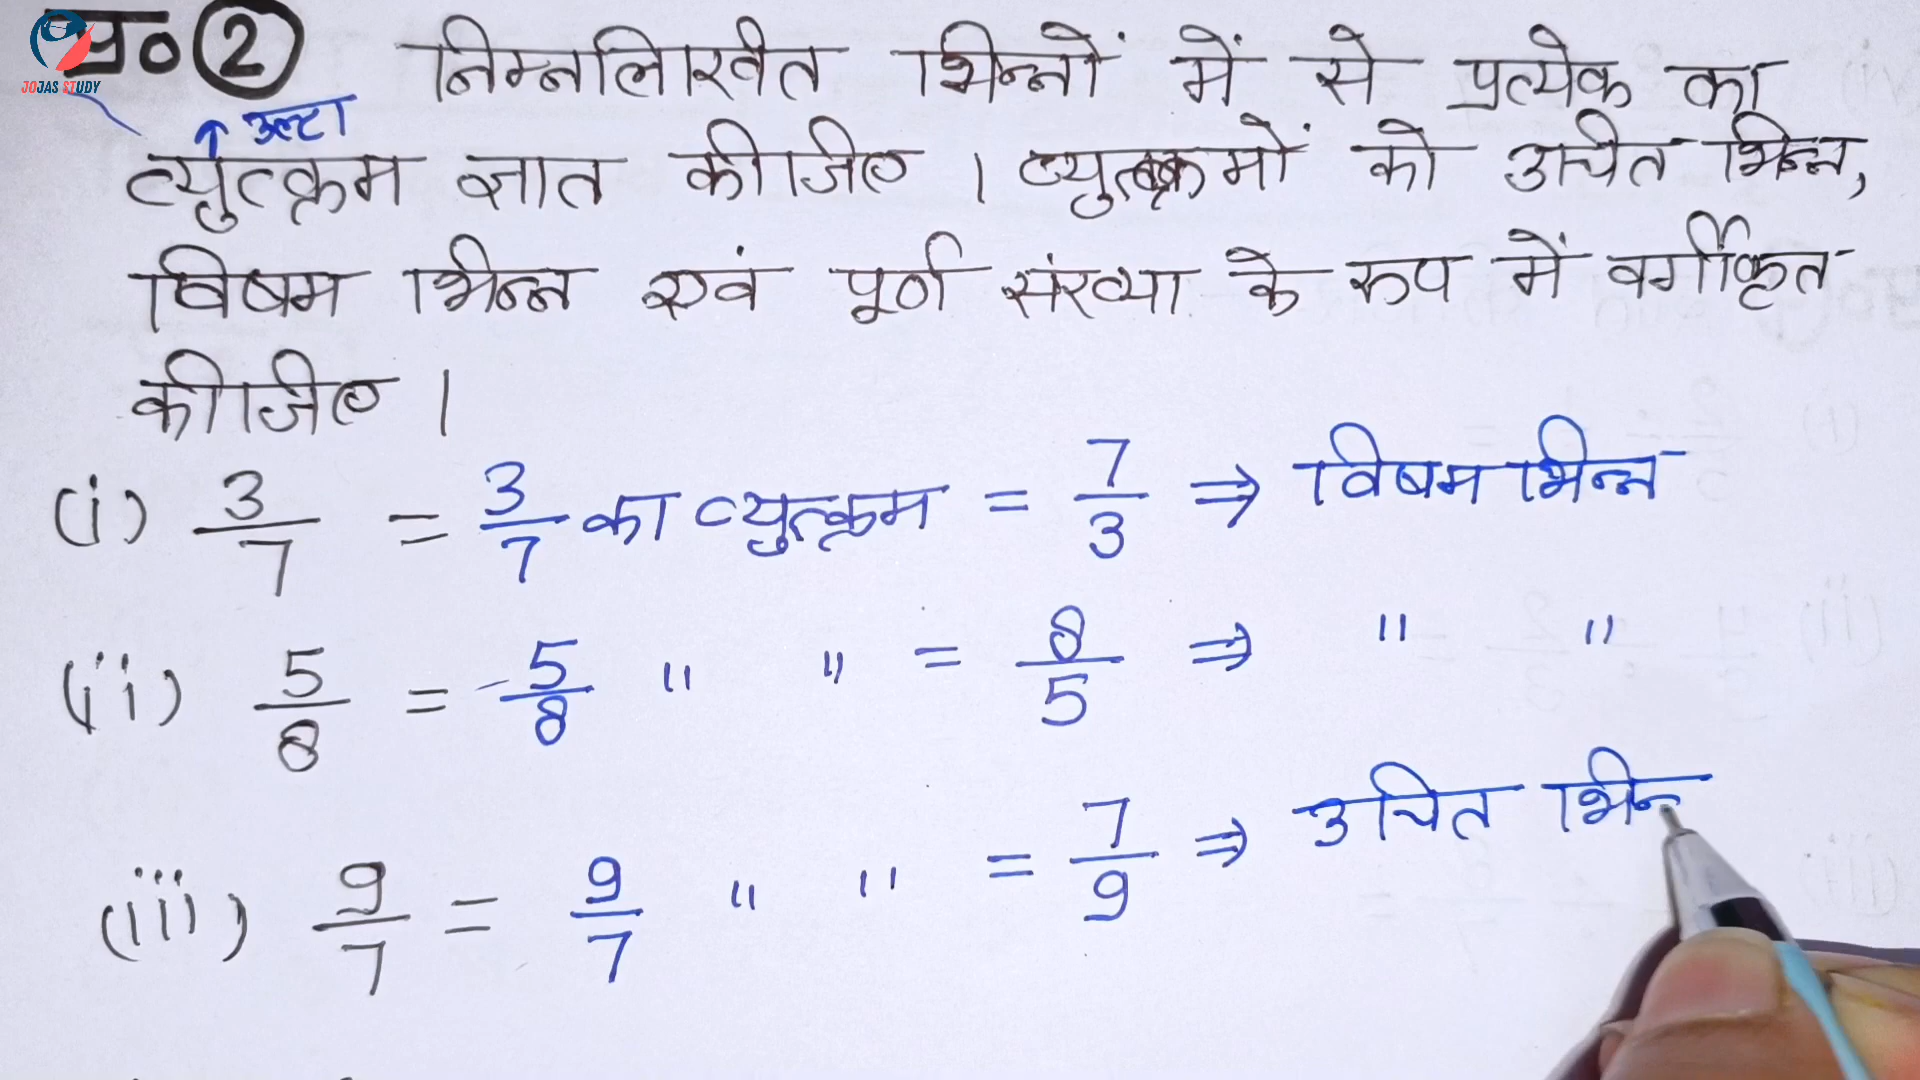 प्र० ② निम्नलिखित भिन्नों में से प्रत्येक का
JOJAS STUDY
↑ उल्टा
व्युत्क्रम ज्ञात कीजिए । व्युत्क्रमों को उचित भिन्न,
विषम भिन्न एवं पूर्ण संख्या के रूप में वर्गीकृत
कीजिए ।
(i) 3/7 = 3/7 का व्युत्क्रम = 7/3 ⇒ विषम भिन्न
(ii) 5/8 = 5/8 " " = 8/5 ⇒ " "
(iii) 9/7 = 9/7 " " = 7/9 ⇒ उचित भिन्